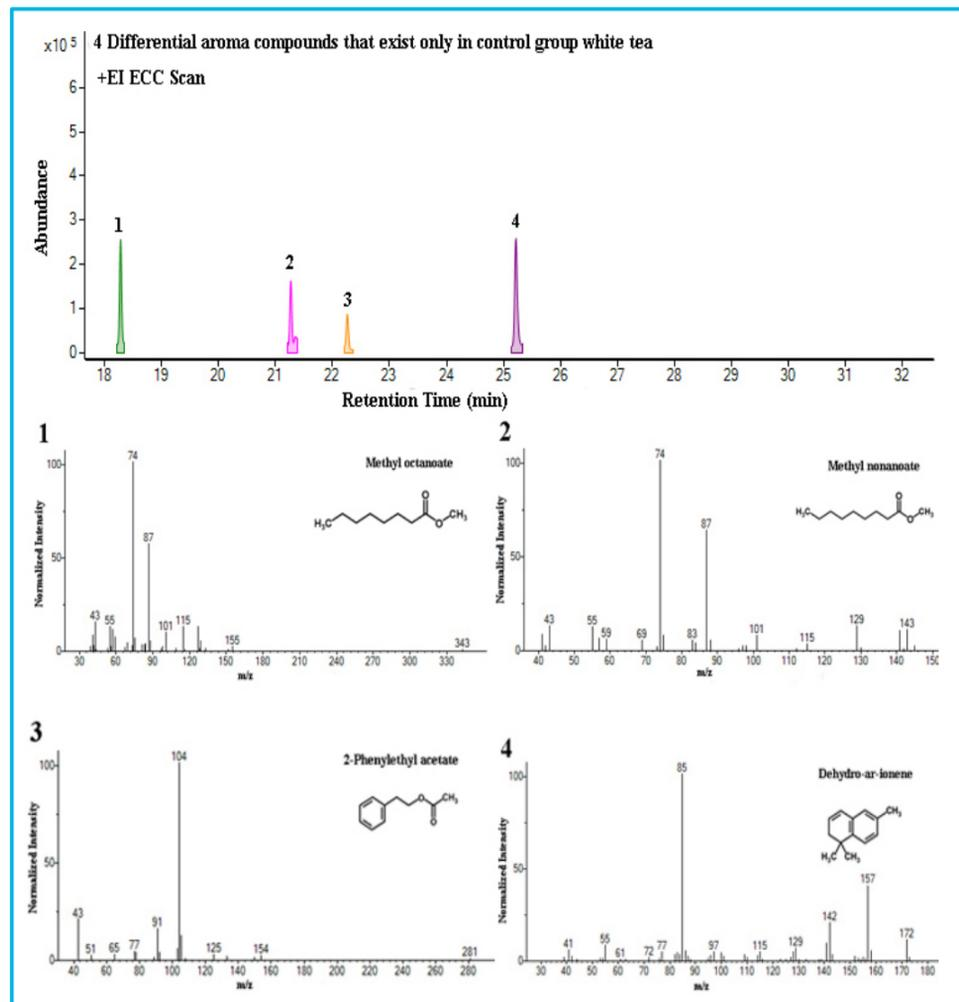 x10 5 4 Differential aroma compounds that exist only in control group white tea
+EI ECC Scan
6
5
4
3
2
1
0
Abundance
1
2
3
4
18 19 20 21 22 23 24 25 26 27 28 29 30 31 32
Retention Time (min)
1
Methyl octanoate
100
50
0
Normalized Intensity
74
87
43
55
101
115
155
343
H3C
O
O
CH3
30 60 90 120 150 180 210 240 270 300 330
m/z
2
Methyl nonanoate
100
50
0
Normalized Intensity
74
87
43
55
59
69
83
101
115
129
143
H3C
O
O
CH3
40 50 60 70 80 90 100 110 120 130 140 150
m/z
3
2-Phenylethyl acetate
100
50
0
Normalized Intensity
104
43
51
65
77
91
125
154
281
O
CH3
O
40 60 80 100 120 140 160 180 200 220 240 260 280
m/z
4
Dehydro-ar-ionene
100
50
0
Normalized Intensity
85
157
142
172
41
55
61
72
77
97
115
129
CH3
H3C CH3
30 40 50 60 70 80 90 100 110 120 130 140 150 160 170 180
m/z